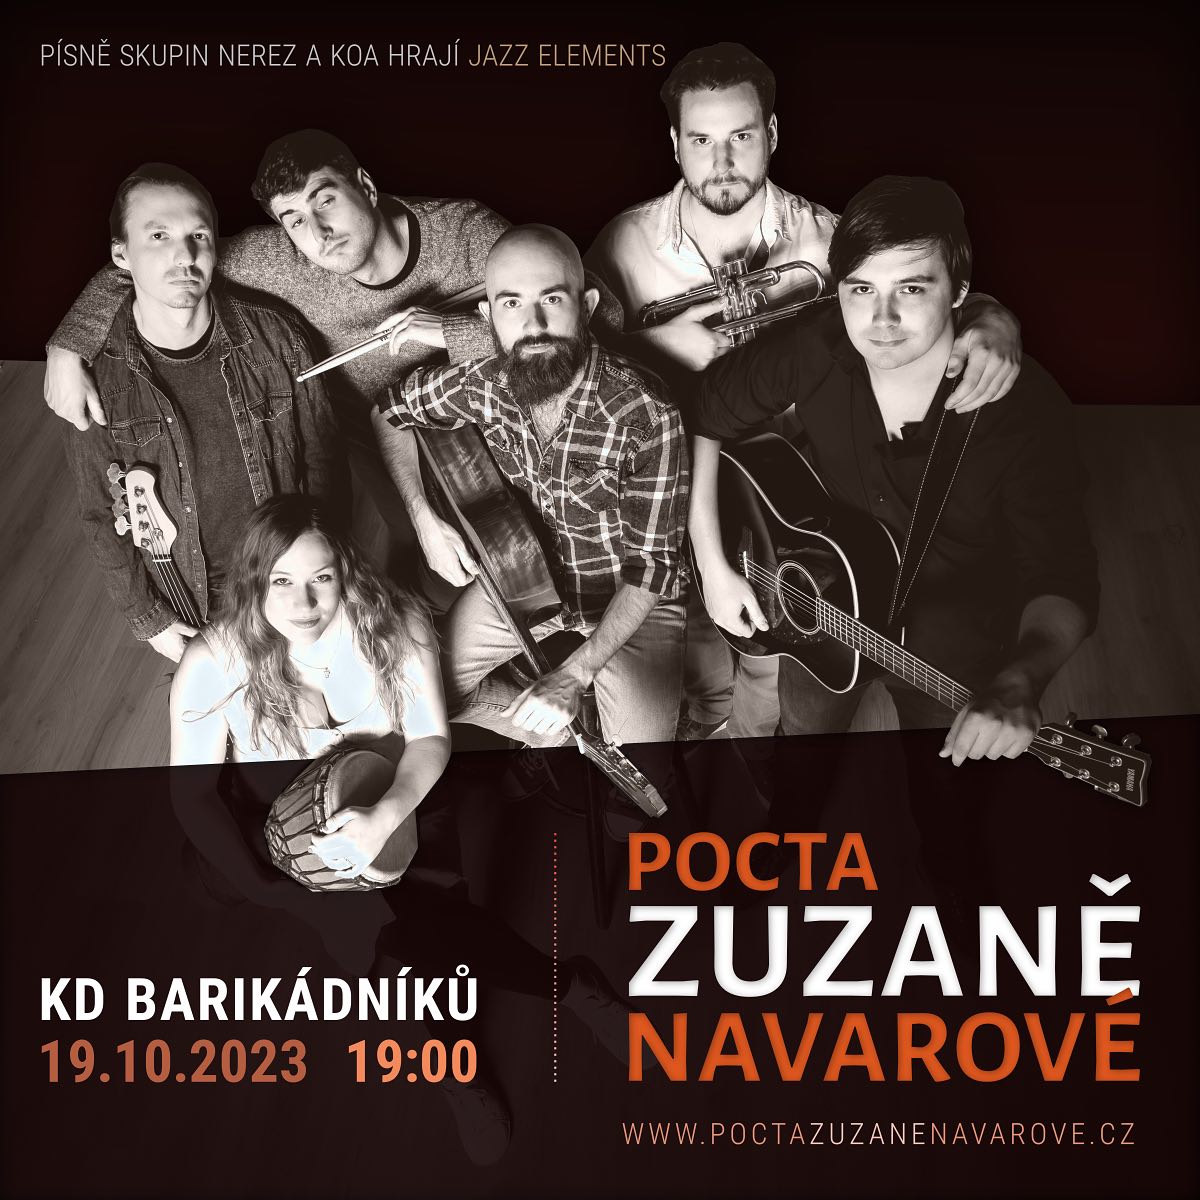 PÍSNĚ SKUPIN NEREZ A KOA HRAJÍ JAZZ ELEMENTS
YAMAHA
POCTA
ZUZANĚ
NAVAROVÉ
KD BARIKÁDNÍKŮ
19.10.2023 19:00
WWW.POCTAZUZANENAVAROVE.CZ